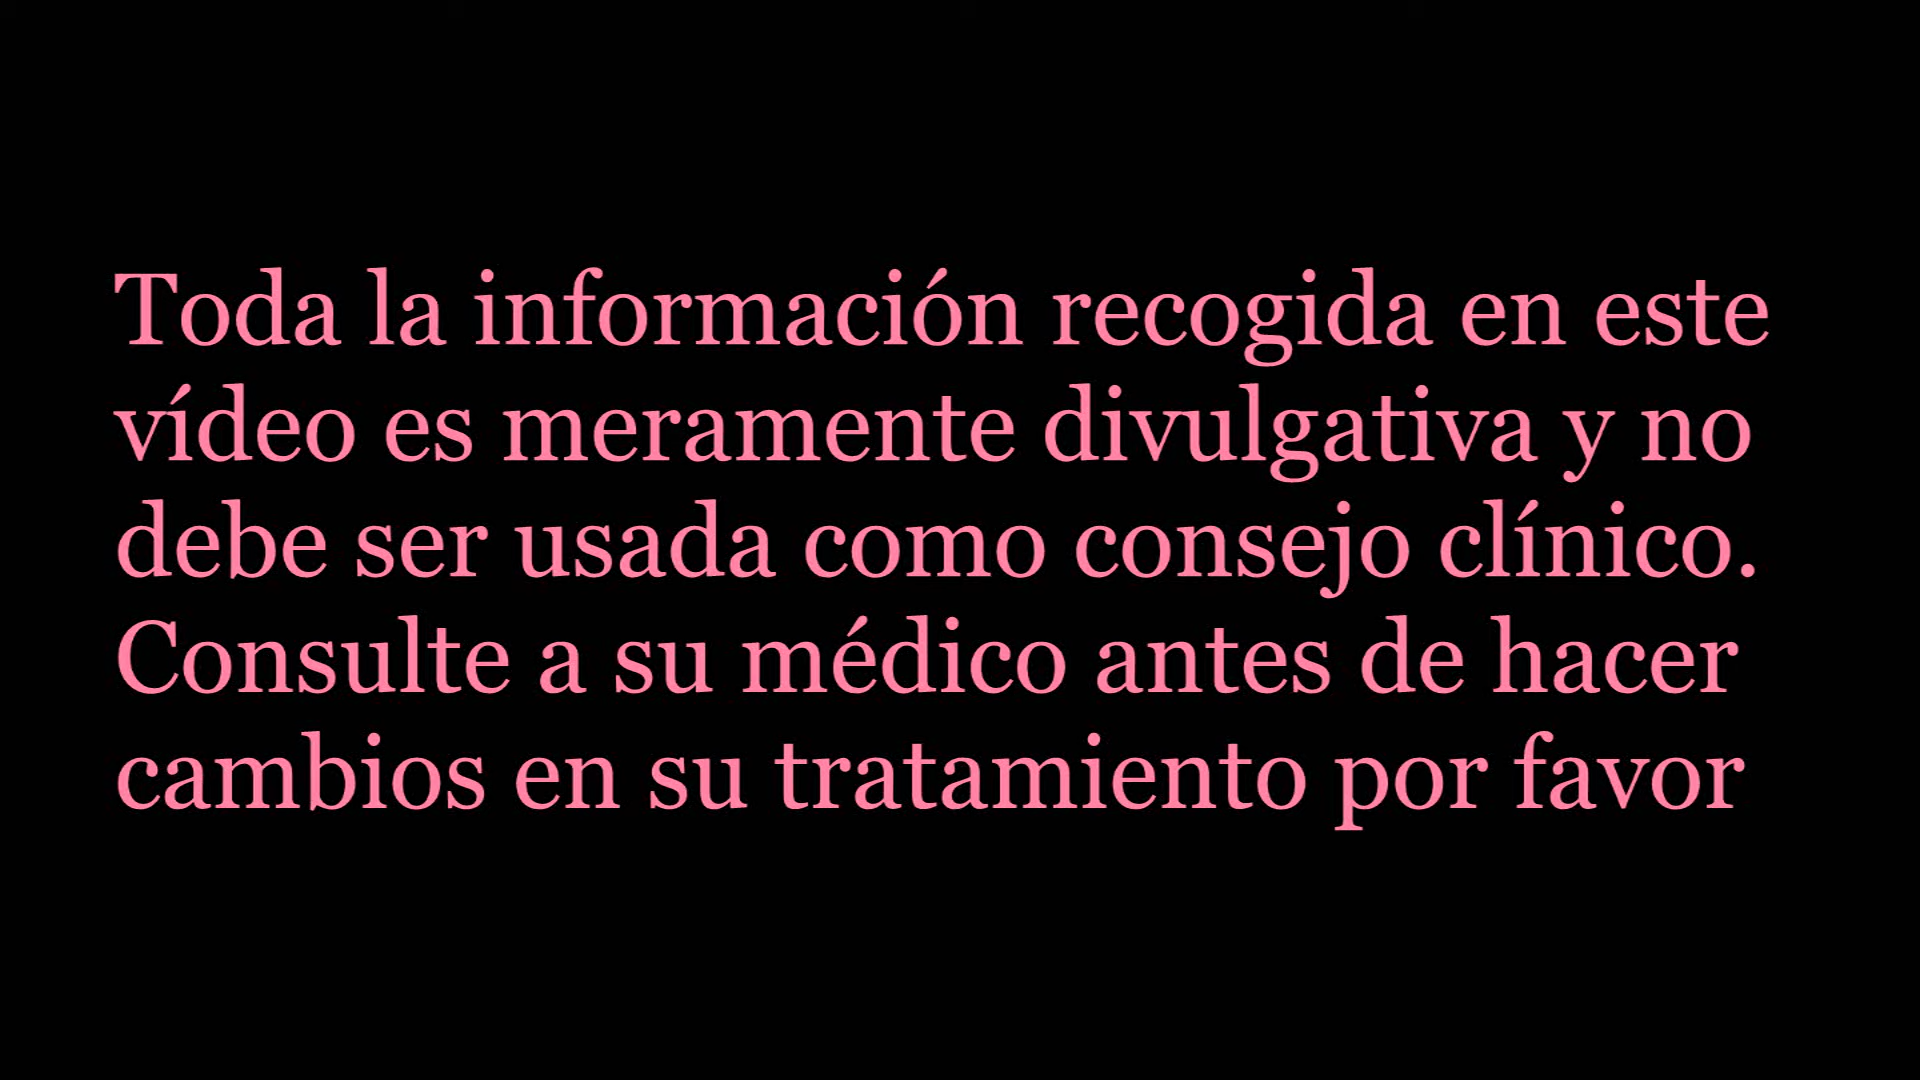 Toda la información recogida en este
vídeo es meramente divulgativa y no
debe ser usada como consejo clínico.
Consulte a su médico antes de hacer
cambios en su tratamiento por favor